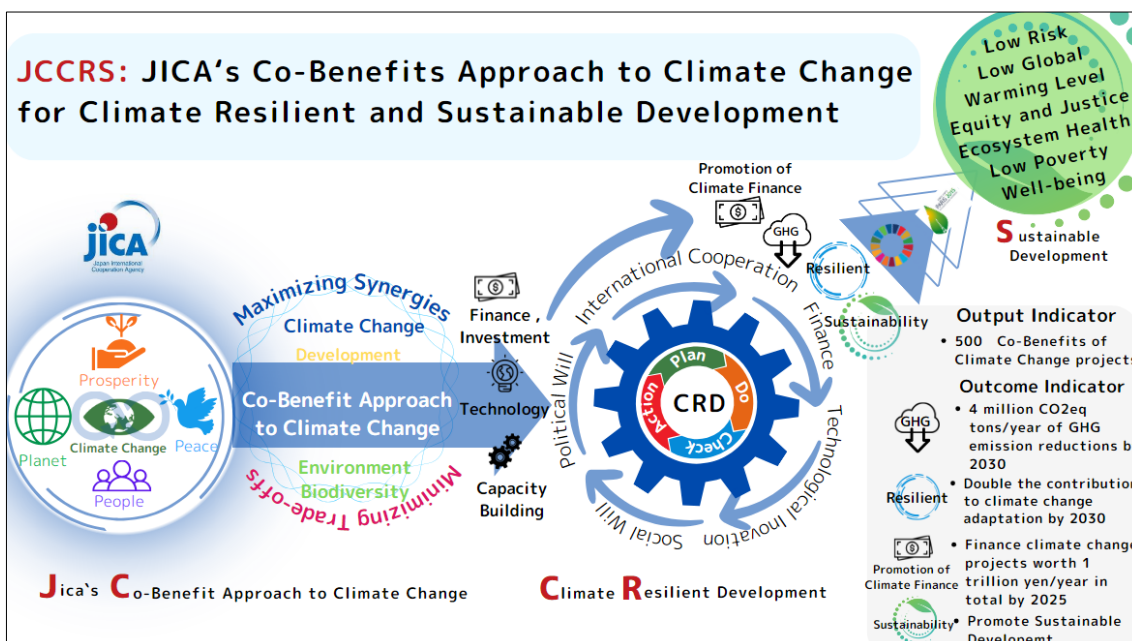 JCCRS: JICA‘s Co-Benefits Approach to Climate Change
for Climate Resilient and Sustainable Development
Low Risk
Low Global
Warming Level
Equity and Justice
Ecosystem Health
Low Poverty
Well-being
Sustainable
Development
JICA
Japan International
Cooperation Agency
Prosperity
Planet
Climate Change
Peace
People
Maximizing Synergies
Climate Change
Development
Co-Benefit Approach
to Climate Change
Environment
Biodiversity
Minimizing Trade-offs
Finance ,
Investment
Technology
Capacity
Building
Promotion of
Climate Finance
GHG
Resilient
Sustainability
Political Will
International Cooperation
Finance
Technological Inovation
Social Will
Plan
Do
Check
Action
CRD
Jica`s Co-Benefit Approach to Climate Change
Climate Resilient Development
Output Indicator
• 500 Co-Benefits of
Climate Change projects
Outcome Indicator
GHG
• 4 million CO2eq
tons/year of GHG
emission reductions b
2030
Resilient
• Double the contribution
to climate change
adaptation by 2030
Promotion of
Climate Finance
• Finance climate change
projects worth 1
trillion yen/year in
total by 2025
Sustainability
• Promote Sustainable
Developemt